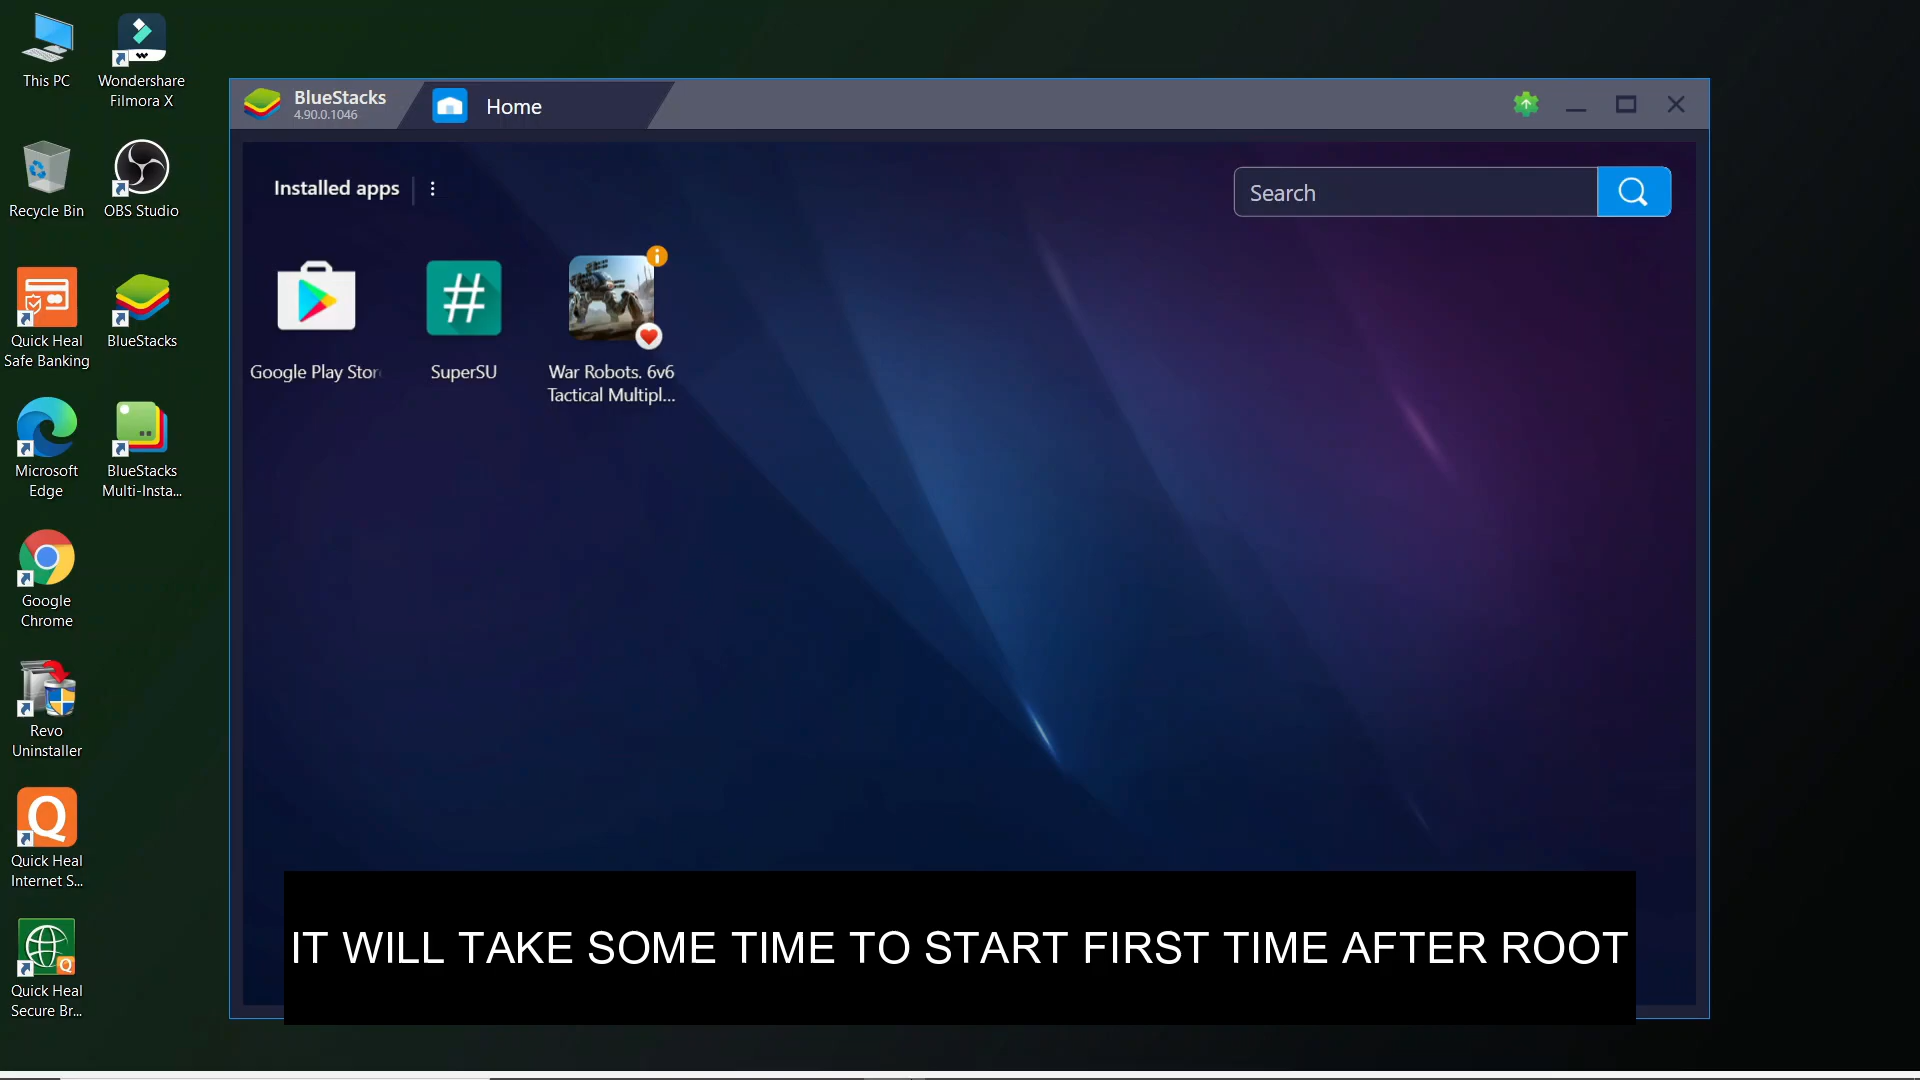 This PC
Wondershare
Filmora X
Recycle Bin
OBS Studio
Quick Heal
Safe Banking
BlueStacks
Microsoft
Edge
BlueStacks
Multi-Insta...
Google
Chrome
Revo
Uninstaller
Quick Heal
Internet S...
Quick Heal
Secure Br...
BlueStacks
4.90.0.1046
Home
Installed apps
Search
Google Play Stor
SuperSU
War Robots. 6v6
Tactical Multipl...
IT WILL TAKE SOME TIME TO START FIRST TIME AFTER ROOT